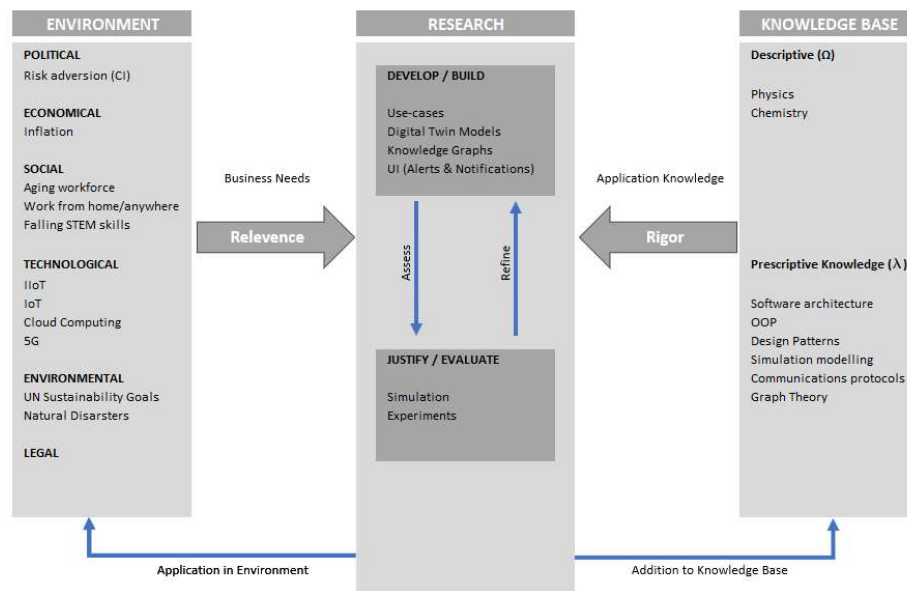 ENVIRONMENT
POLITICAL
Risk adversion (CI)
ECONOMICAL
Inflation
SOCIAL
Aging workforce
Work from home/anywhere
Falling STEM skills
TECHNOLOGICAL
IIoT
IoT
Cloud Computing
5G
ENVIRONMENTAL
UN Sustainability Goals
Natural Disarsters
LEGAL
Business Needs
Relevence
RESEARCH
DEVELOP / BUILD
Use-cases
Digital Twin Models
Knowledge Graphs
UI (Alerts & Notifications)
Assess
Refine
JUSTIFY / EVALUATE
Simulation
Experiments
Application Knowledge
Rigor
KNOWLEDGE BASE
Descriptive (Ω)
Physics
Chemistry
Prescriptive Knowledge (λ)
Software architecture
OOP
Design Patterns
Simulation modelling
Communications protocols
Graph Theory
Application in Environment
Addition to Knowledge Base